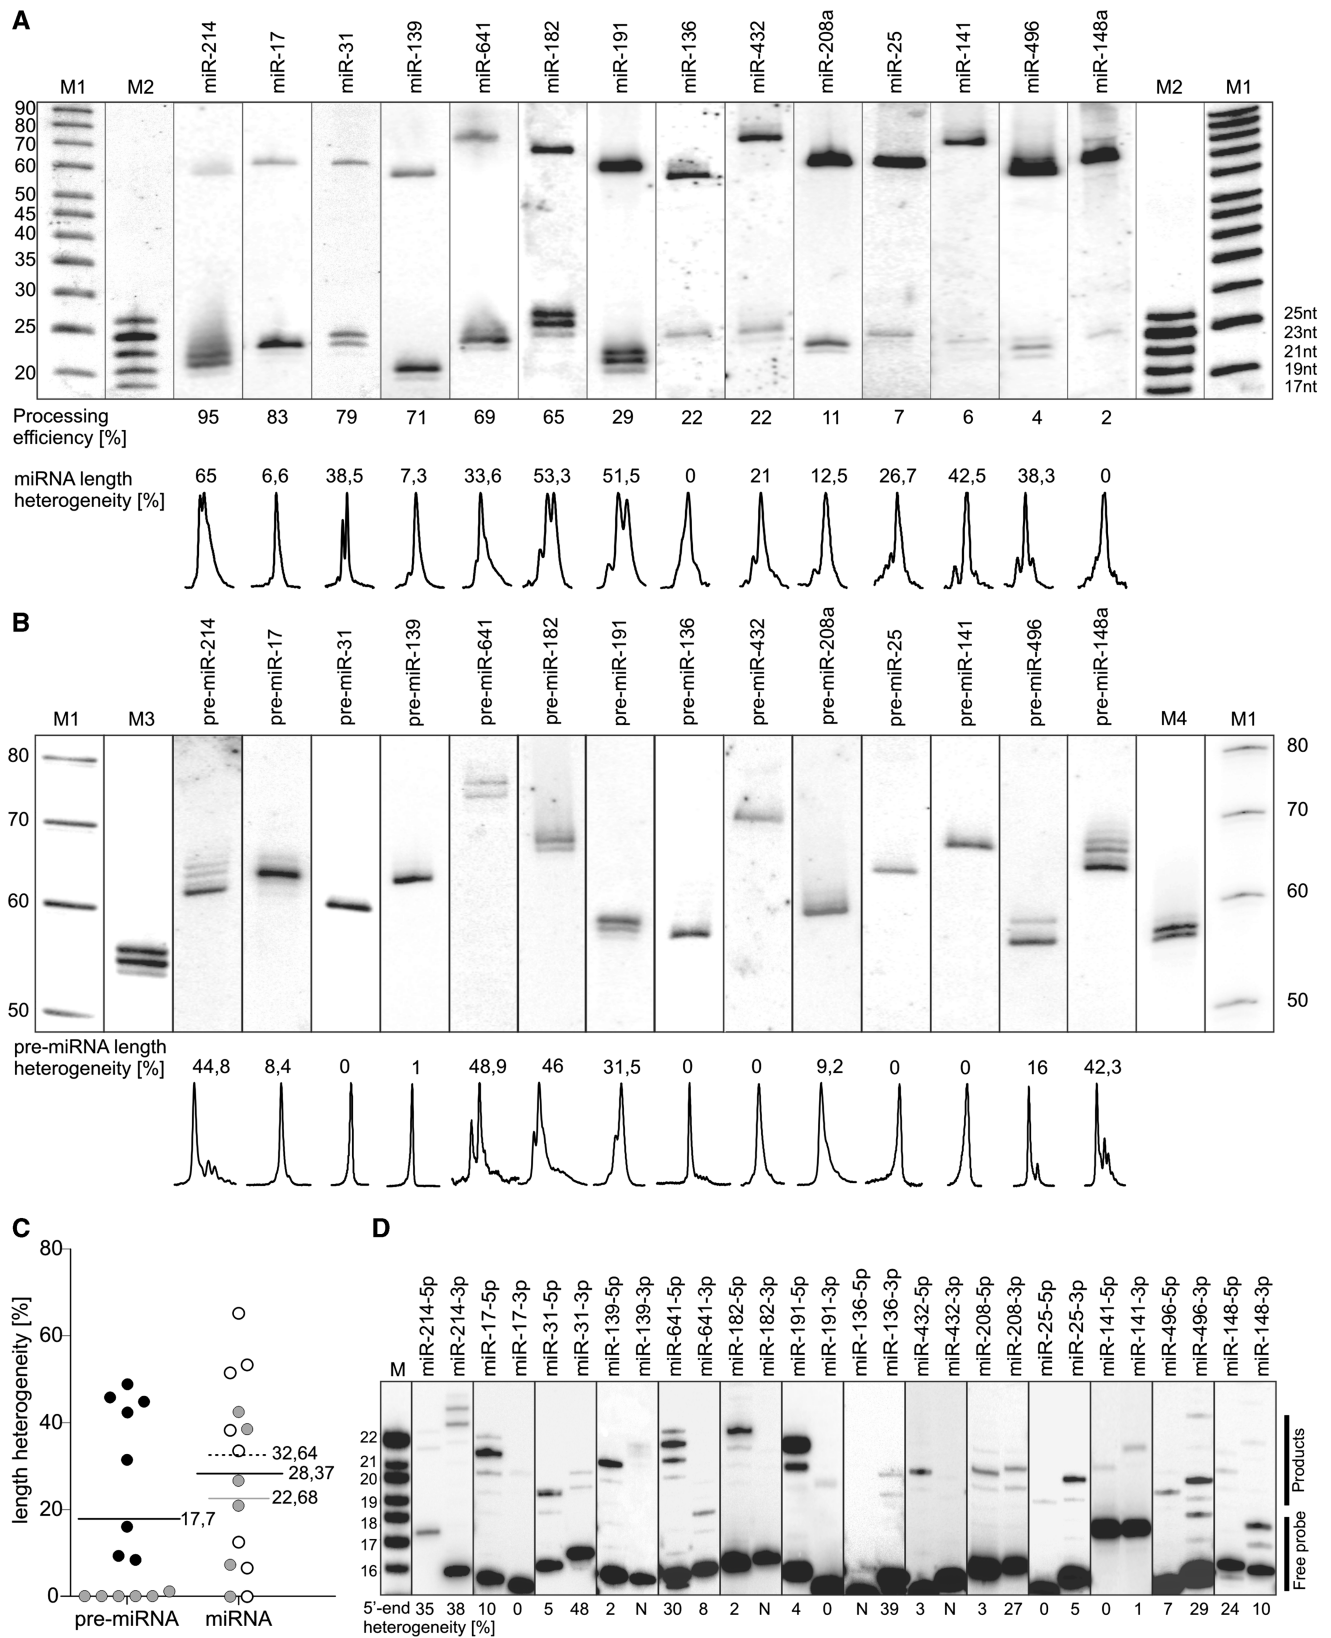 A
M1 M2 miR-214 miR-17 miR-31 miR-139 miR-641 miR-182 miR-191 miR-136 miR-432 miR-208a miR-25 miR-141 miR-496 miR-148a M2 M1
90
80
70
60
50
45
40
35
30
25
20
25nt
23nt
21nt
19nt
17nt
Processing
efficiency [%]
95 83 79 71 69 65 29 22 22 11 7 6 4 2
miRNA length
heterogeneity [%]
65 6,6 38,5 7,3 33,6 53,3 51,5 0 21 12,5 26,7 42,5 38,3 0
B
M1 M3 pre-miR-214 pre-miR-17 pre-miR-31 pre-miR-139 pre-miR-641 pre-miR-182 pre-miR-191 pre-miR-136 pre-miR-432 pre-miR-208a pre-miR-25 pre-miR-141 pre-miR-496 pre-miR-148a M4 M1
80
70
60
50
80
70
60
50
pre-miRNA length
heterogeneity [%]
44,8 8,4 0 1 48,9 46 31,5 0 0 9,2 0 0 16 42,3
C
length heterogeneity [%]
80
60
40
20
0
17,7
32,64
28,37
22,68
pre-miRNA miRNA
D
M miR-214-5p miR-214-3p miR-17-5p miR-17-3p miR-31-5p miR-31-3p miR-139-5p miR-139-3p miR-641-5p miR-641-3p miR-182-5p miR-182-3p miR-191-5p miR-191-3p miR-136-5p miR-136-3p miR-432-5p miR-432-3p miR-208-5p miR-208-3p miR-25-5p miR-25-3p miR-141-5p miR-141-3p miR-496-5p miR-496-3p miR-148-5p miR-148-3p
22
21
20
19
18
17
16
Products
Free probe
5'-end
heterogeneity [%]
35 38 10 0 5 48 2 N 30 8 2 N 4 0 N 39 3 N 3 27 0 5 0 1 7 29 24 10